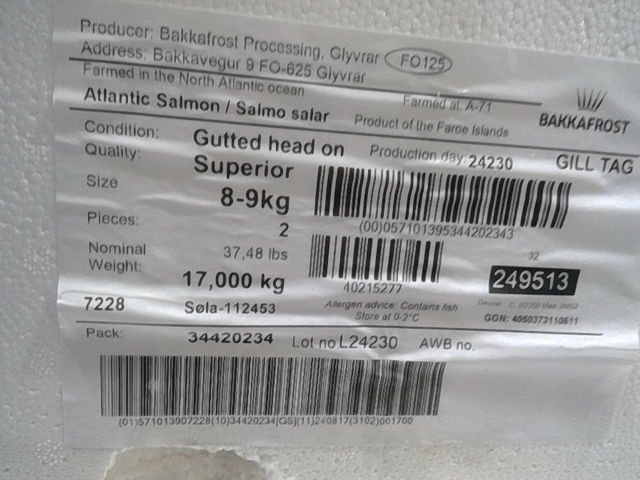 Producer: Bakkafrost Processing, Glyvrar FO125
Address: Bakkavegur 9 FO-625 Glyvrar
Farmed in the North Atlantic ocean Farmed at: A-71
BAKKAFROST
Atlantic Salmon / Salmo salar Product of the Faroe Islands
Condition: Gutted head on Production day: 24230 GILL TAG
Quality: Superior
Size 8-9kg
(00)057101395344202343
Pieces: 2
Nominal Weight: 37,48 lbs
32
17,000 kg 40215277 249513
7228 Søla-112453 Allergen advice: Contains fish
Store at 0-2°C
GGN: 4050373110611
Pack: 34420234 Lot no.L24230 AWB no.
(01)571013907228(10)34420234[GS](11)240817(3102)001700